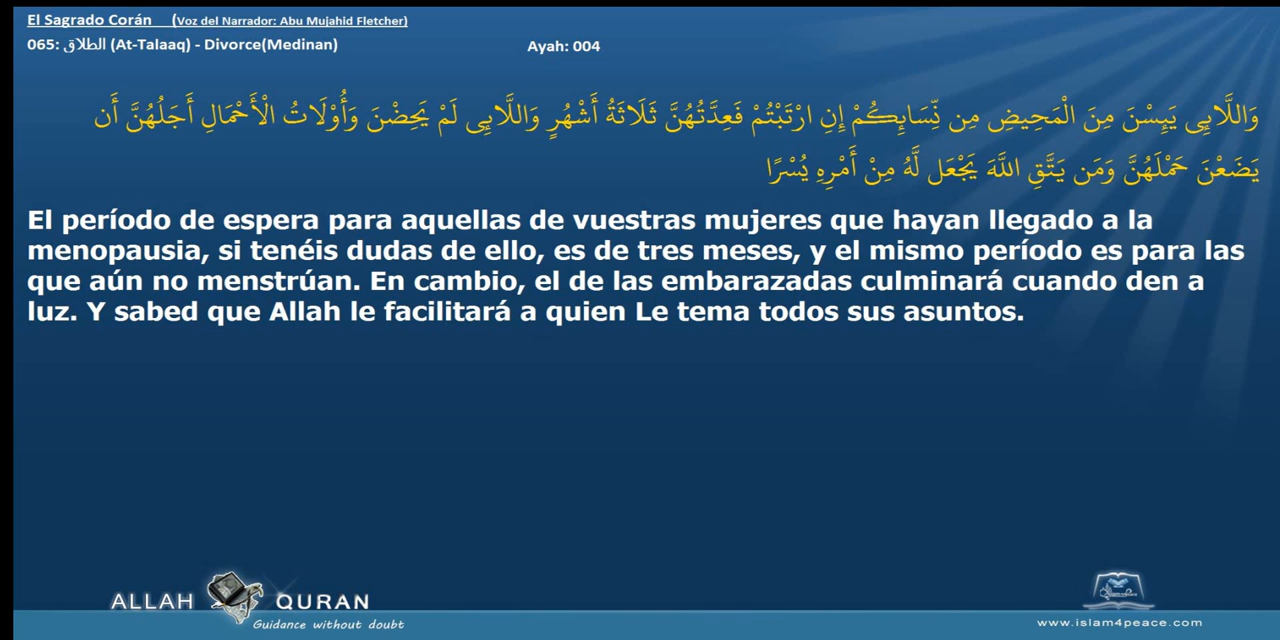 El Sagrado Corán (Voz del Narrador: Abu Mujahid Fletcher)
065: الطلاق (At-Talaaq) - Divorce(Medinan) Ayah: 004
وَاللَّائِي يَئِسْنَ مِنَ الْمَحِيضِ مِن نِّسَائِكُمْ إِنِ ارْتَبْتُمْ فَعِدَّتُهُنَّ ثَلَاثَةُ أَشْهُرٍ وَاللَّائِي لَمْ يَحِضْنَ وَأُوْلَاتُ الْأَحْمَالِ أَجَلُهُنَّ أَن
يَضَعْنَ حَمْلَهُنَّ وَمَن يَتَّقِ اللَّهَ يَجْعَل لَّهُ مِنْ أَمْرِهِ يُسْرًا
El período de espera para aquellas de vuestras mujeres que hayan llegado a la
menopausia, si tenéis dudas de ello, es de tres meses, y el mismo período es para las
que aún no menstrúan. En cambio, el de las embarazadas culminará cuando den a
luz. Y sabed que Allah le facilitará a quien Le tema todos sus asuntos.
ALLAH QURAN
Guidance without doubt
www.islam4peace.com